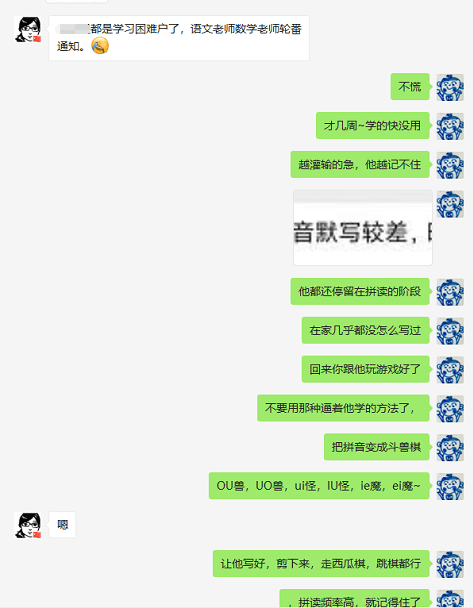 都是学习困难户了，语文老师数学老师轮番
通知。
不慌
才几周~学的快没用
越灌输的急，他越记不住
音默写较差，
他都还停留在拼读的阶段
在家几乎都没怎么写过
回来你跟他玩游戏好了
不要用那种逼着他学的方法了，
把拼音变成斗兽棋
OU兽，UO兽，ui怪，IU怪，ie魔，ei魔~
嗯
让他写好，剪下来，走西瓜棋，跳棋都行
，拼读频率高，就记得住了